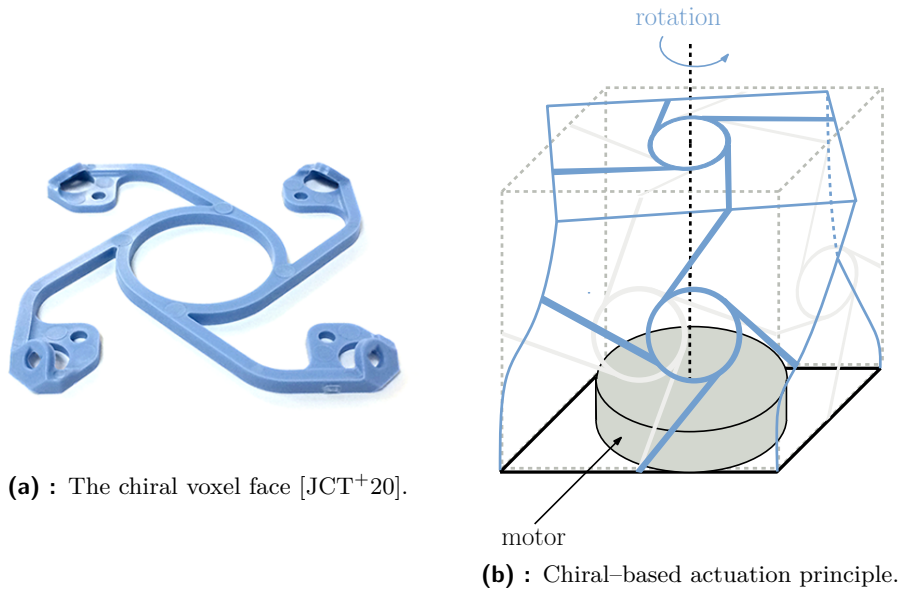 rotation
motor
(a) : The chiral voxel face [JCT+20].
(b) : Chiral–based actuation principle.